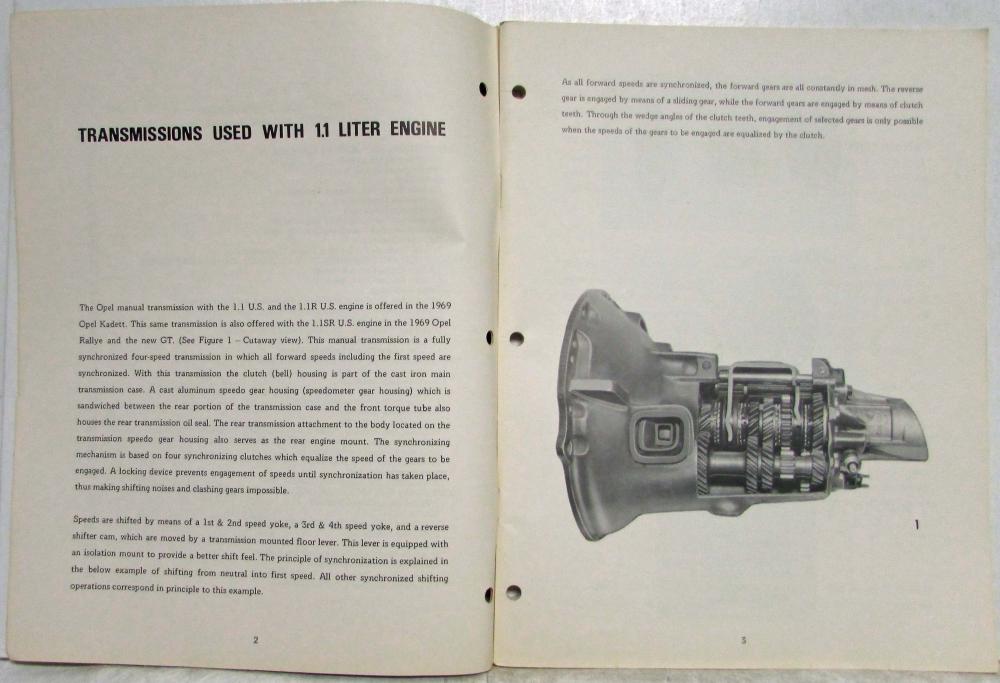 TRANSMISSIONS USED WITH 1.1 LITER ENGINE
The Opel manual transmission with the 1.1 U.S. and the 1.1R U.S. engine is offered in the 1969
Opel Kadett. This same transmission is also offered with the 1.1SR U.S. engine in the 1969 Opel
Rallye and the new GT. (See Figure 1 – Cutaway view). This manual transmission is a fully
synchronized four-speed transmission in which all forward speeds including the first speed are
synchronized. With this transmission the clutch (bell) housing is part of the cast iron main
transmission case. A cast aluminum speedo gear housing (speedometer gear housing) which is
sandwiched between the rear portion of the transmission case and the front torque tube also
houses the rear transmission oil seal. The rear transmission attachment to the body located on the
transmission speedo gear housing also serves as the rear engine mount. The synchronizing
mechanism is based on four synchronizing clutches which equalize the speed of the gears to be
engaged. A locking device prevents engagement of speeds until synchronization has taken place,
thus making shifting noises and clashing gears impossible.
Speeds are shifted by means of a 1st & 2nd speed yoke, a 3rd & 4th speed yoke, and a reverse
shifter cam, which are moved by a transmission mounted floor lever. This lever is equipped with
an isolation mount to provide a better shift feel. The principle of synchronization is explained in
the below example of shifting from neutral into first speed. All other synchronized shifting
operations correspond in principle to this example.
2
As all forward speeds are synchronized, the forward gears are all constantly in mesh. The reverse
gear is engaged by means of a sliding gear, while the forward gears are engaged by means of clutch
teeth. Through the wedge angles of the clutch teeth, engagement of selected gears is only possible
when the speeds of the gears to be engaged are equalized by the clutch.
1
3